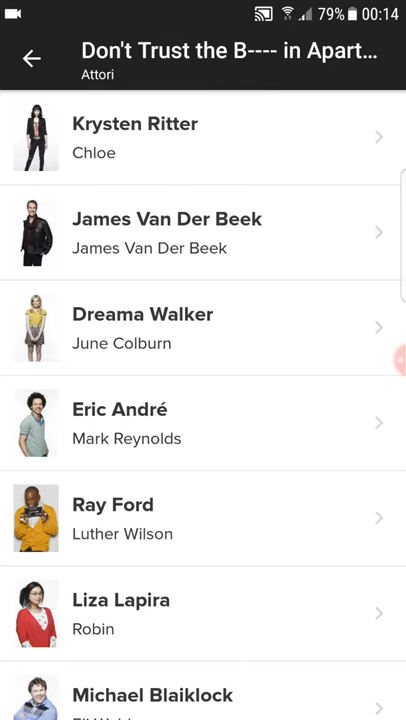 79% 00:14
Don't Trust the B---- in Apart...
Attori
Krysten Ritter
Chloe
James Van Der Beek
James Van Der Beek
Dreama Walker
June Colburn
Eric André
Mark Reynolds
Ray Ford
Luther Wilson
Liza Lapira
Robin
Michael Blaiklock